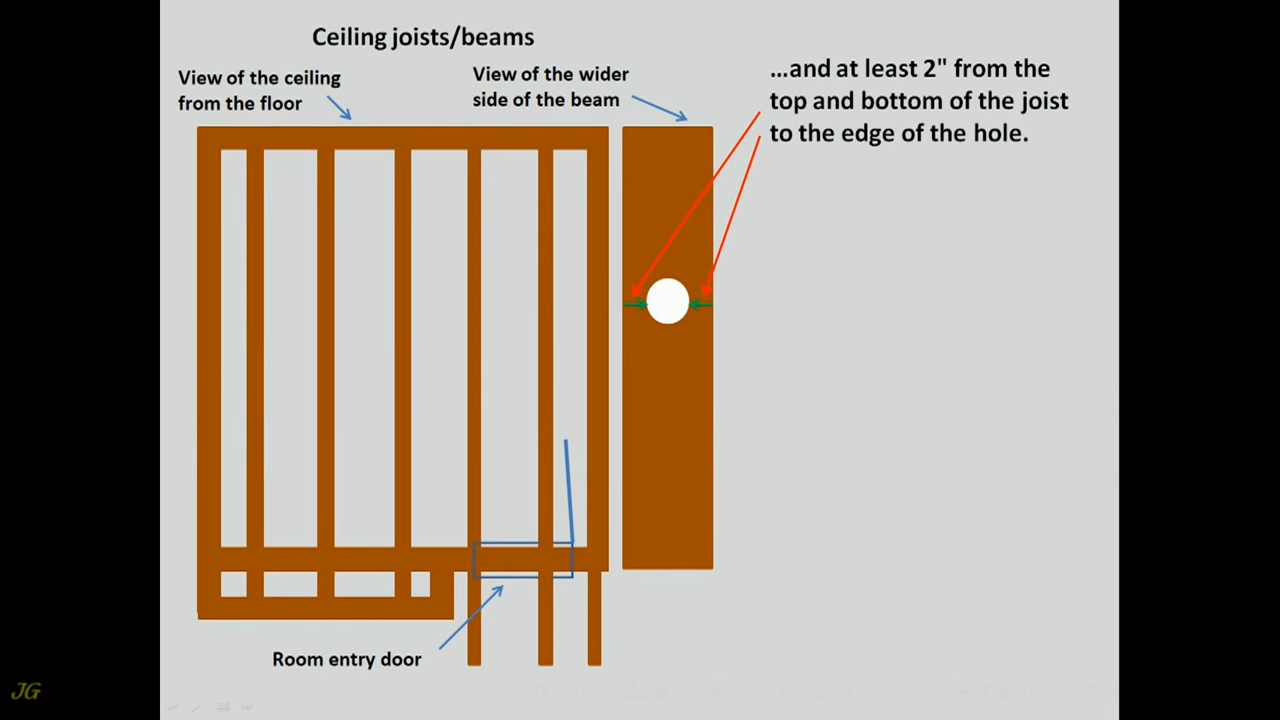 Ceiling joists/beams
View of the ceiling
from the floor
View of the wider
side of the beam
...and at least 2" from the
top and bottom of the joist
to the edge of the hole.
Room entry door
JG